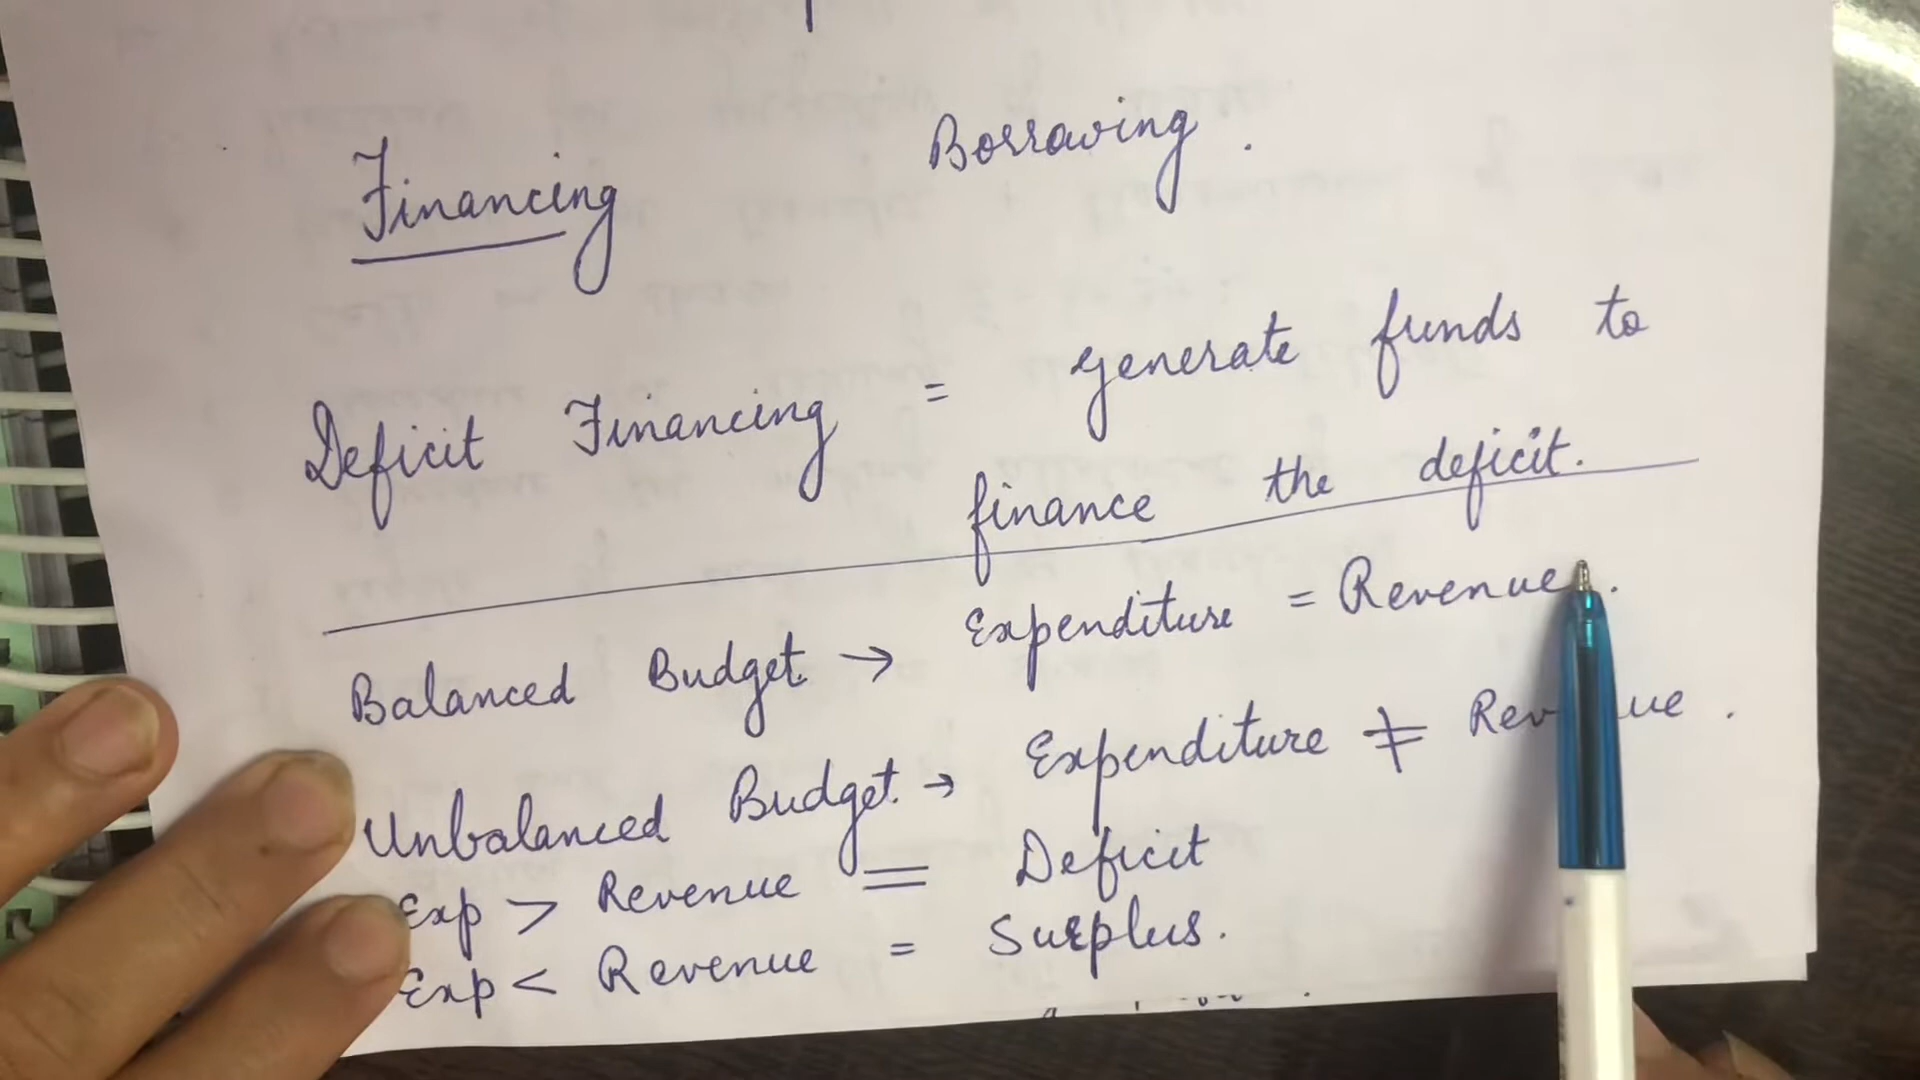 Financing Borrowing.
Deficit Financing = generate funds to
finance the deficit.
Balanced Budget. → Expenditure = Revenue.
Unbalanced Budget. → Expenditure ≠ Revenue.
Exp > Revenue = Deficit
Exp < Revenue = Surplus.